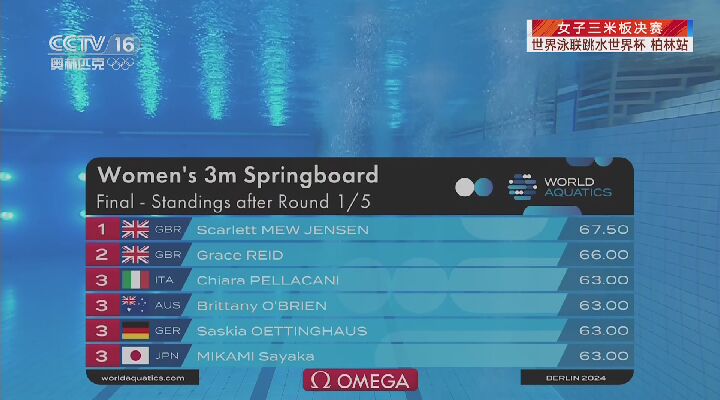 CCTV 16
奥林匹克
女子三米板决赛
世界泳联跳水世界杯 柏林站
Women's 3m Springboard
Final - Standings after Round 1/5
WORLD
AQUATICS
1 GBR Scarlett MEW JENSEN 67.50
2 GBR Grace REID 66.00
3 ITA Chiara PELLACANI 63.00
3 AUS Brittany O'BRIEN 63.00
3 GER Saskia OETTINGHAUS 63.00
3 JPN MIKAMI Sayaka 63.00
worldaquatics.com
Ω OMEGA
BERLIN 2024